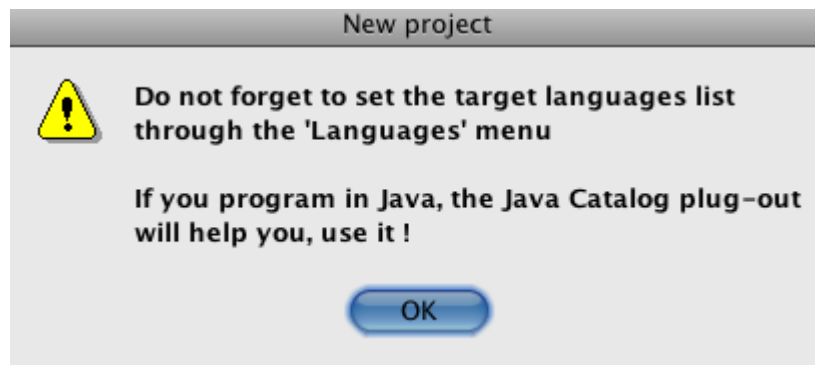 New project
Do not forget to set the target languages list
through the 'Languages' menu
If you program in Java, the Java Catalog plug-out
will help you, use it !
OK